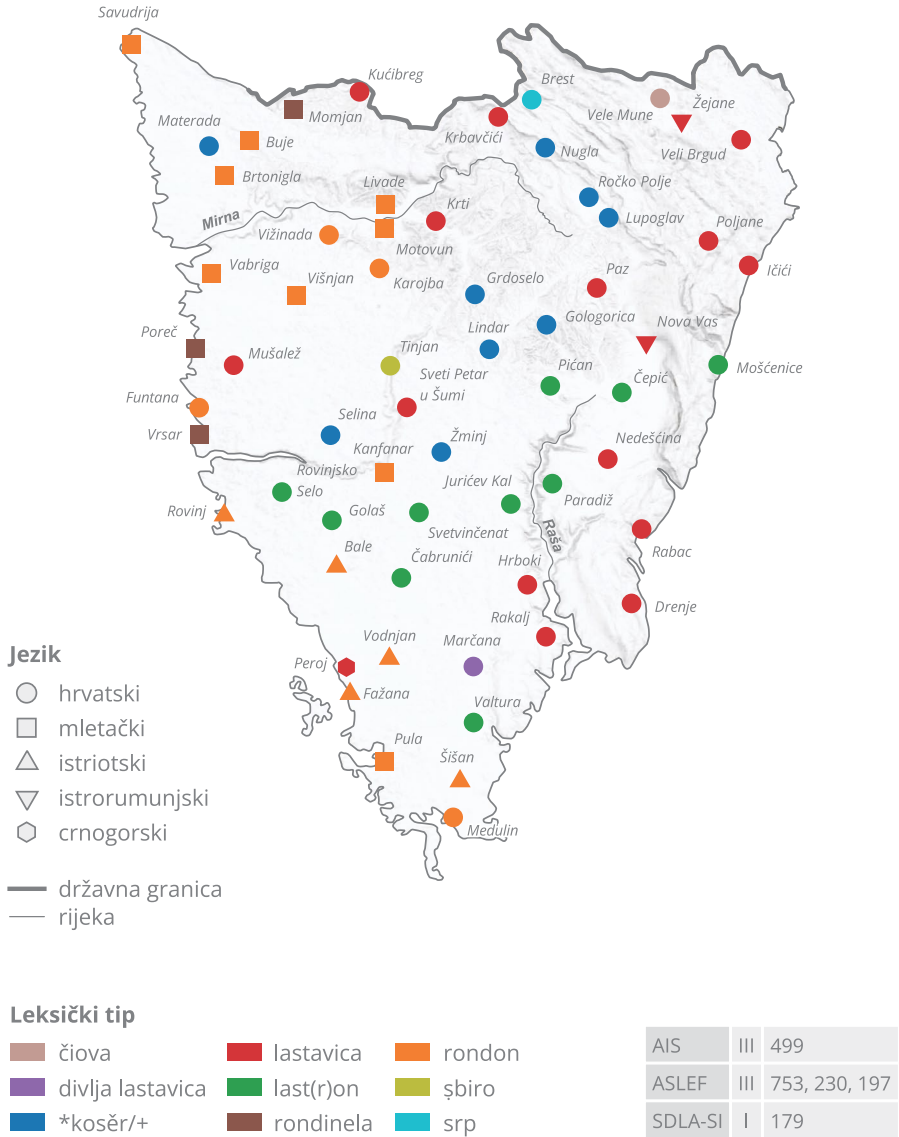 Savudrija
Kućibreg
Brest
Momjan
Vele Mune
Žejane
Materada
Buje
Krbavčići
Nugla
Veli Brgud
Brtonigla
Livade
Ročko Polje
Mirna
Krti
Lupoglav
Poljane
Vižinada
Motovun
Vabriga
Karojba
Višnjan
Grdoselo
Paz
Ičići
Poreč
Lindar
Gologorica
Nova Vas
Mušalež
Tinjan
Pićan
Čepić
Mošćenice
Sveti Petar
u Šumi
Funtana
Selina
Vrsar
Kanfanar
Žminj
Nedešćina
Rovinjsko
Selo
Jurićev Kal
Paradiž
Rovinj
Golaš
Svetvinčenat
Raša
Rabac
Bale
Čabrunići
Hrboki
Drenje
Rakalj
Vodnjan
Marčana
Peroj
Fažana
Valtura
Pula
Šišan
Medulin
Jezik
hrvatski
mletački
istriotski
istrorumunjski
crnogorski
državna granica
rijeka
Leksički tip
čiova
lastavica
rondon
divlja lastavica
last(r)on
ṣbiro
*kosěr/+
rondinela
srp
AIS III 499
ASLEF III 753, 230, 197
SDLA-SI I 179